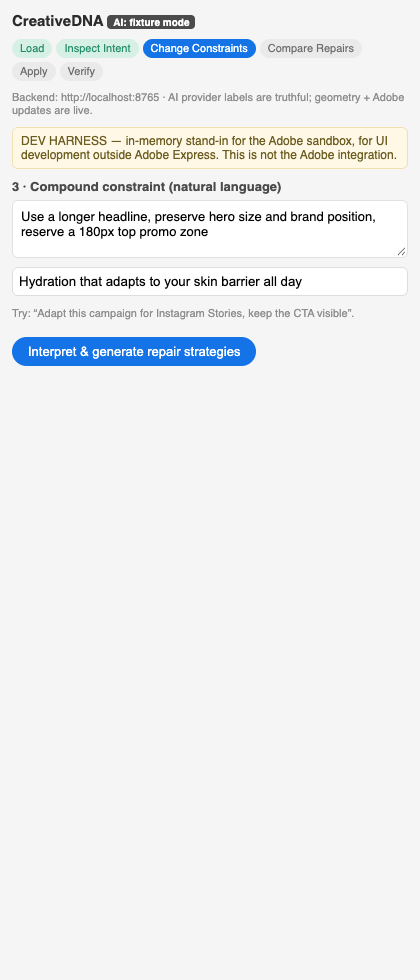 CreativeDNA AI: fixture mode
Load Inspect Intent Change Constraints Compare Repairs
Apply Verify
Backend: http://localhost:8765 · AI provider labels are truthful; geometry + Adobe
updates are live.
DEV HARNESS — in-memory stand-in for the Adobe sandbox, for UI
development outside Adobe Express. This is not the Adobe integration.
3 · Compound constraint (natural language)
Use a longer headline, preserve hero size and brand position,
reserve a 180px top promo zone
Hydration that adapts to your skin barrier all day
Try: “Adapt this campaign for Instagram Stories, keep the CTA visible”.
Interpret & generate repair strategies